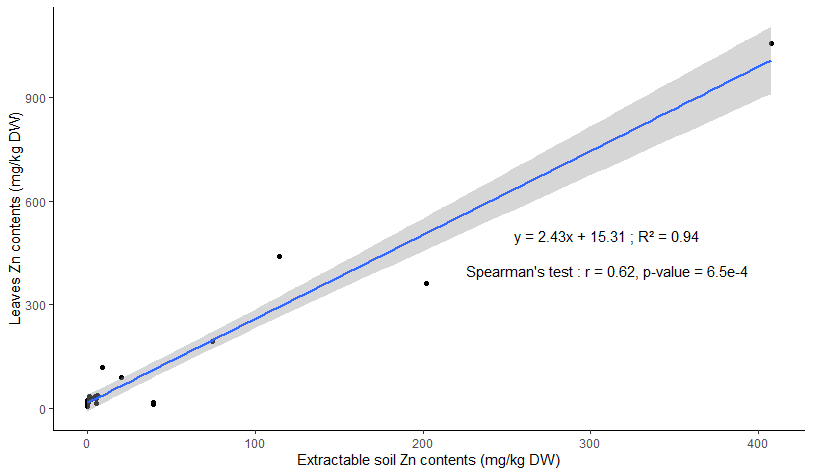 Leaves Zn contents (mg/kg DW)
900
600
300
0
y = 2.43x + 15.31 ; R² = 0.94
Spearman's test : r = 0.62, p-value = 6.5e-4
0 100 200 300 400
Extractable soil Zn contents (mg/kg DW)